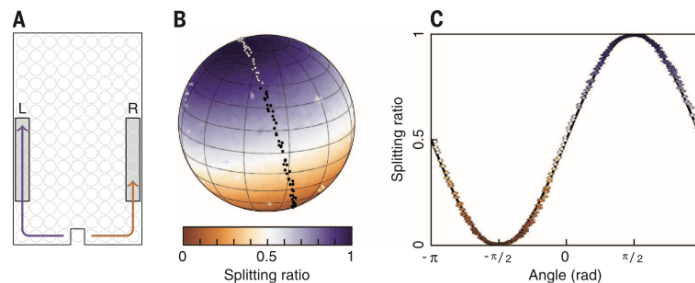 A
L
R
B
0
0.5
1
Splitting ratio
C
1
0.5
0
Splitting ratio
-π
-π/2
0
π/2
Angle (rad)